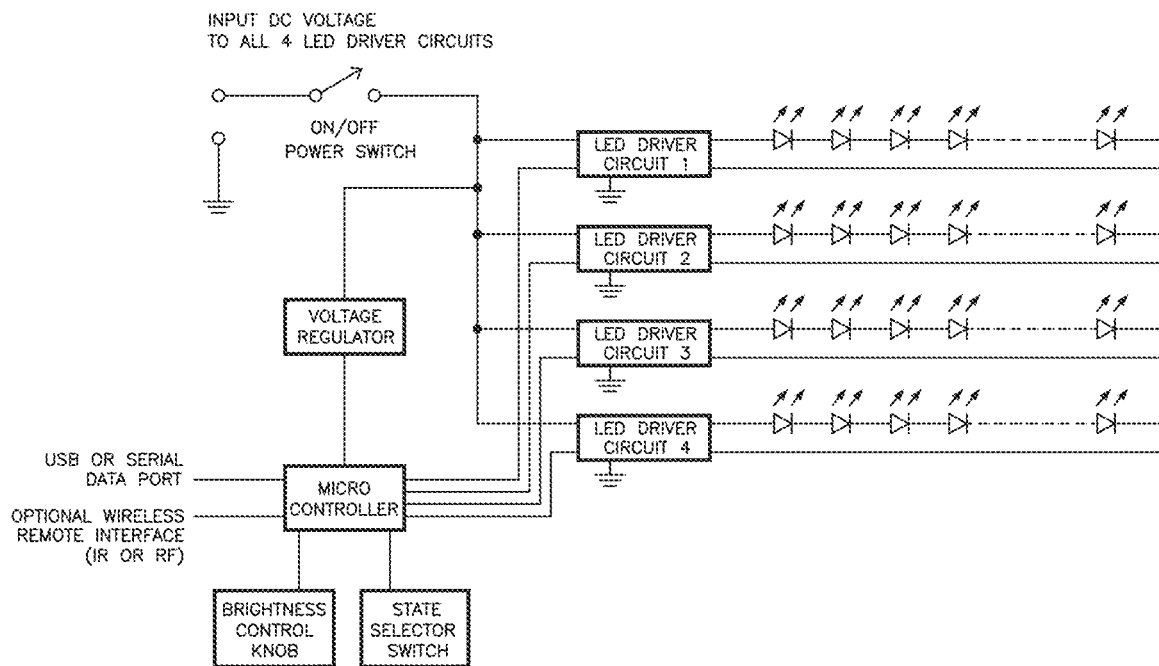 INPUT DC VOLTAGE
TO ALL 4 LED DRIVER CIRCUITS
ON/OFF
POWER SWITCH
LED DRIVER
CIRCUIT 1
LED DRIVER
CIRCUIT 2
VOLTAGE
REGULATOR
LED DRIVER
CIRCUIT 3
LED DRIVER
CIRCUIT 4
USB OR SERIAL
DATA PORT
MICRO
CONTROLLER
OPTIONAL WIRELESS
REMOTE INTERFACE
(IR OR RF)
BRIGHTNESS
CONTROL
KNOB
STATE
SELECTOR
SWITCH